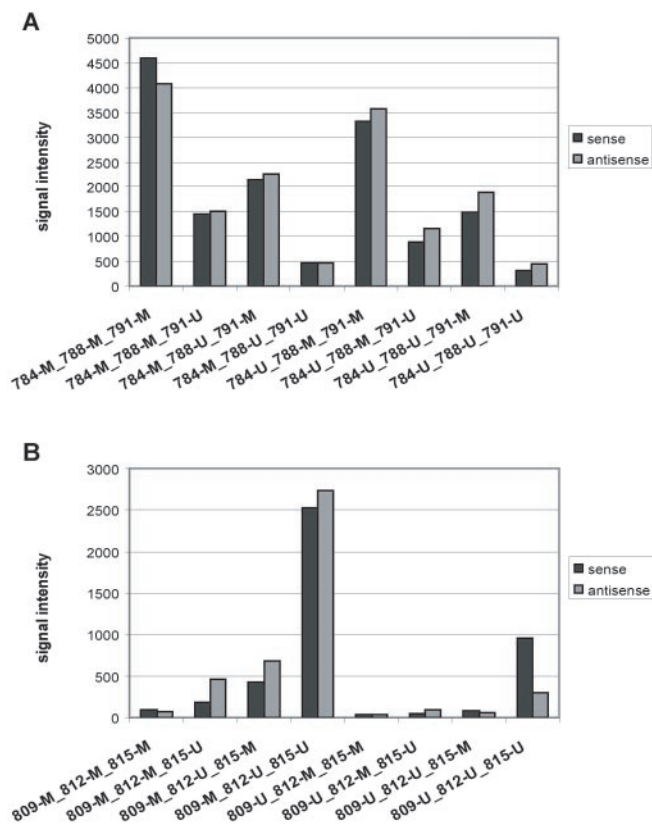 A
5000
4500
4000
3500
3000
2500
2000
1500
1000
500
0
signal intensity
784-M_788-M_791-M
784-M_788-M_791-U
784-M_788-U_791-M
784-M_788-U_791-U
784-U_788-M_791-M
784-U_788-M_791-U
784-U_788-U_791-M
784-U_788-U_791-U
sense
antisense
B
3000
2500
2000
1500
1000
500
0
signal intensity
809-M_812-M_815-M
809-M_812-M_815-U
809-M_812-U_815-M
809-M_812-U_815-U
809-U_812-M_815-M
809-U_812-M_815-U
809-U_812-U_815-M
809-U_812-U_815-U
sense
antisense